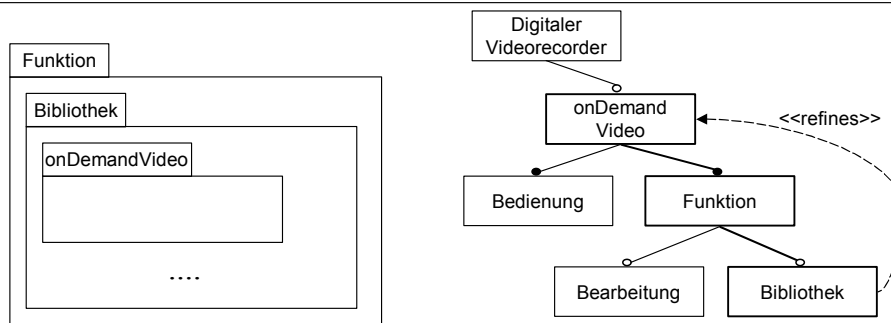 Funktion
Bibliothek
onDemandVideo
....
Digitaler
Videorecorder
onDemand
Video
<<refines>>
Bedienung
Funktion
Bearbeitung
Bibliothek